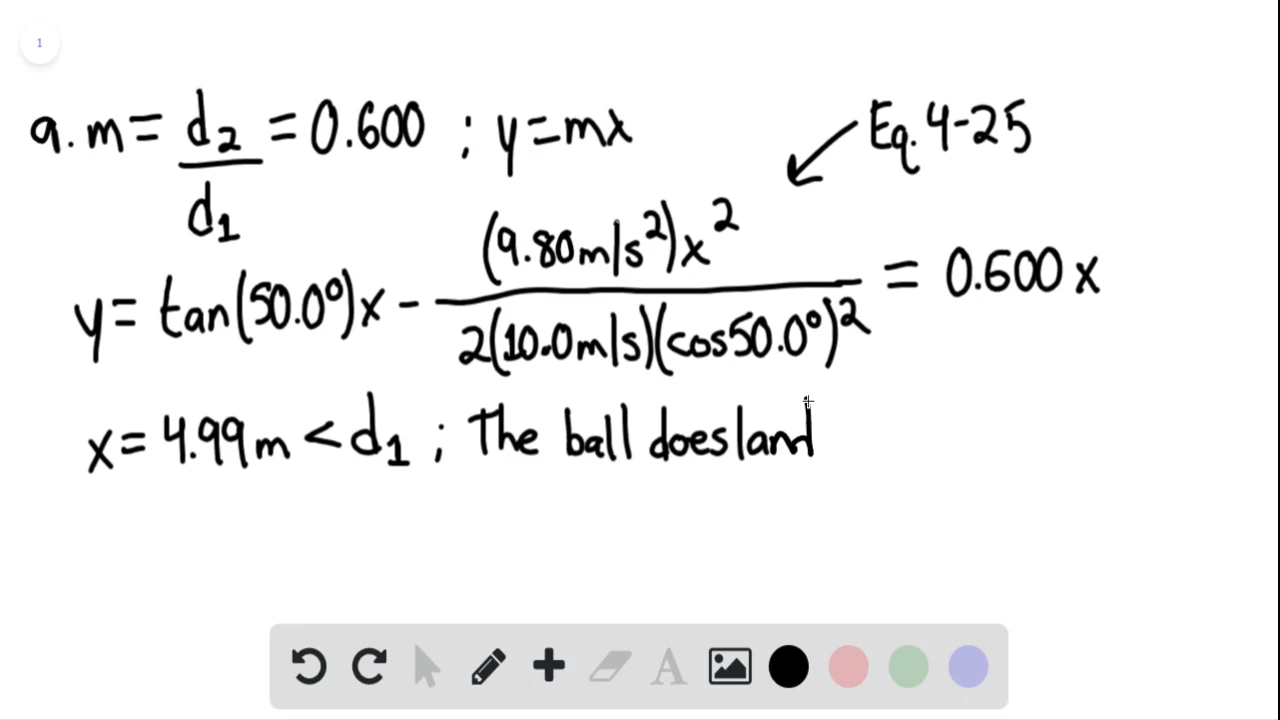 1
a. m = d₂/d₁ = 0.600 ; y = mx
Eq. 4-25
y = tan(50.0°)x - (9.80m/s²)x² / 2(10.0m/s)(cos50.0°)² = 0.600x
x = 4.99m < d₁ ; The ball does land
A